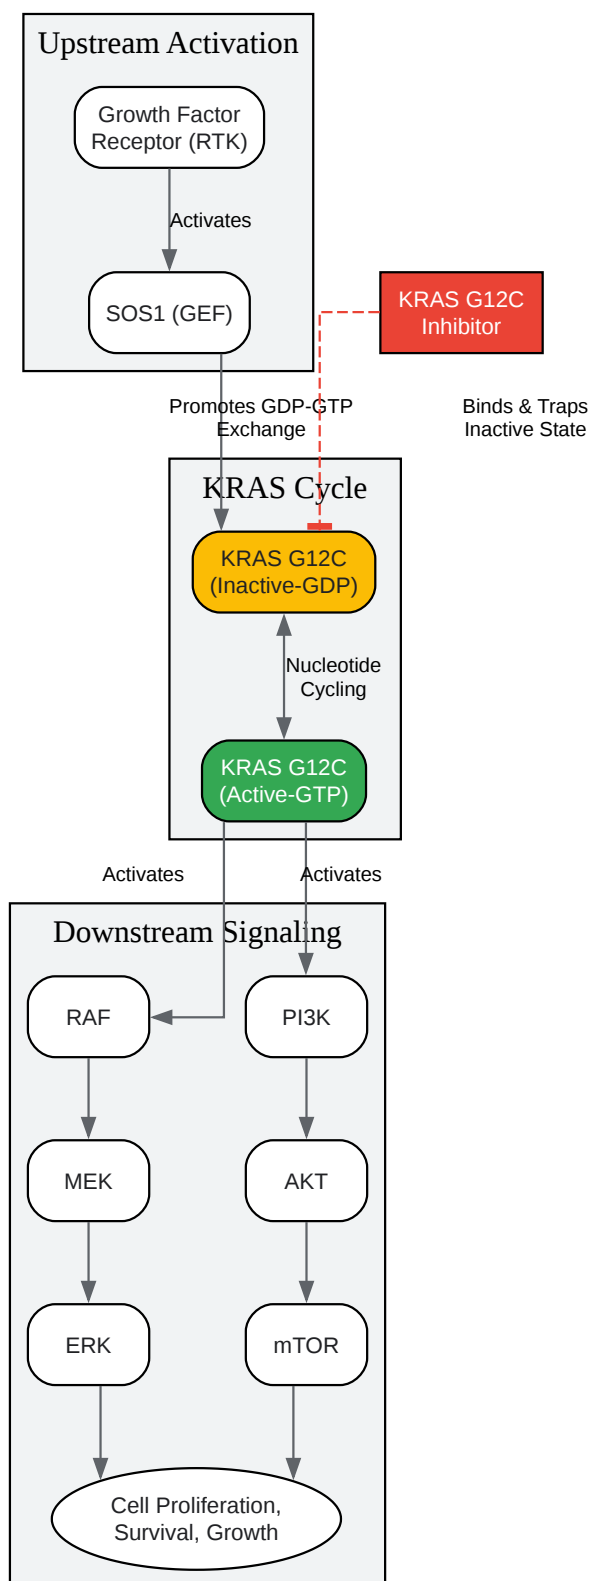 Upstream Activation
Growth Factor
Receptor (RTK)
Activates
SOS1 (GEF)
KRAS G12C
Inhibitor
Promotes GDP-GTP
Exchange
Binds & Traps
Inactive State
KRAS Cycle
KRAS G12C
(Inactive-GDP)
Nucleotide
Cycling
KRAS G12C
(Active-GTP)
Activates
Activates
Downstream Signaling
RAF
PI3K
MEK
AKT
ERK
mTOR
Cell Proliferation,
Survival, Growth